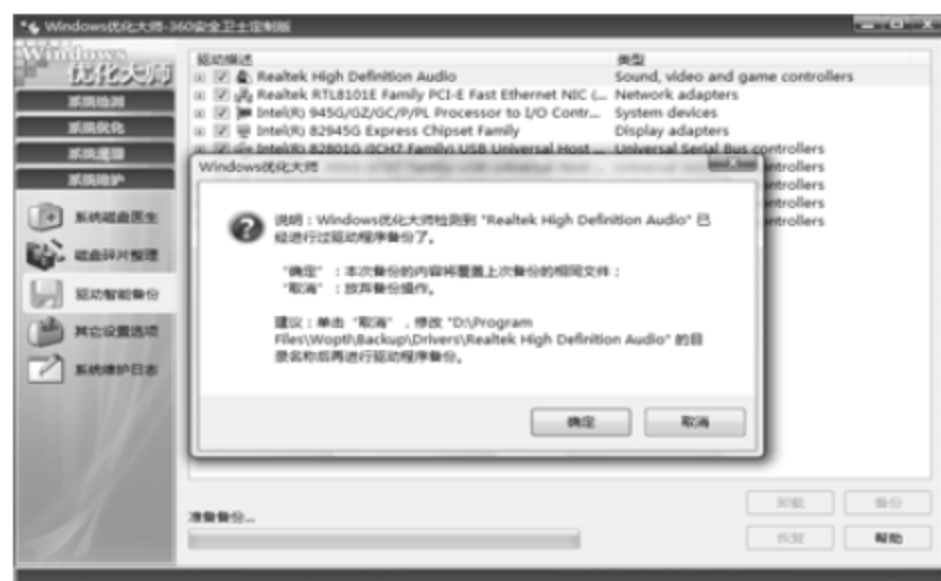 Windows优化大师-360安全卫士定制版
Windows
优化大师
系统检测
系统优化
系统清理
系统维护
系统磁盘医生
磁盘碎片整理
驱动智能备份
其它设置选项
系统维护日志
驱动描述 类型
Realtek High Definition Audio Sound, video and game controllers
Realtek RTL8101E Family PCI-E Fast Ethernet NIC (... Network adapters
Intel(R) 945G/GZ/GC/P/PL Processor to I/O Contr... System devices
Intel(R) 82945G Express Chipset Family Display adapters
Intel(R) 82801G (ICH7 Family) USB Universal Host ... Universal Serial Bus controllers
ntrollers
ntrollers
ntrollers
ntrollers
Windows优化大师
说明：Windows优化大师检测到 "Realtek High Definition Audio" 已
经进行过驱动程序备份了。
"确定" ：本次备份的内容将覆盖上次备份的相同文件；
"取消" ：放弃备份操作。
建议：单击 "取消" ，修改 "D:\Program
Files\Wopti\Backup\Drivers\Realtek High Definition Audio" 的目
录名称后再进行驱动程序备份。
确定 取消
准备备份...
卸载 备份
恢复 帮助